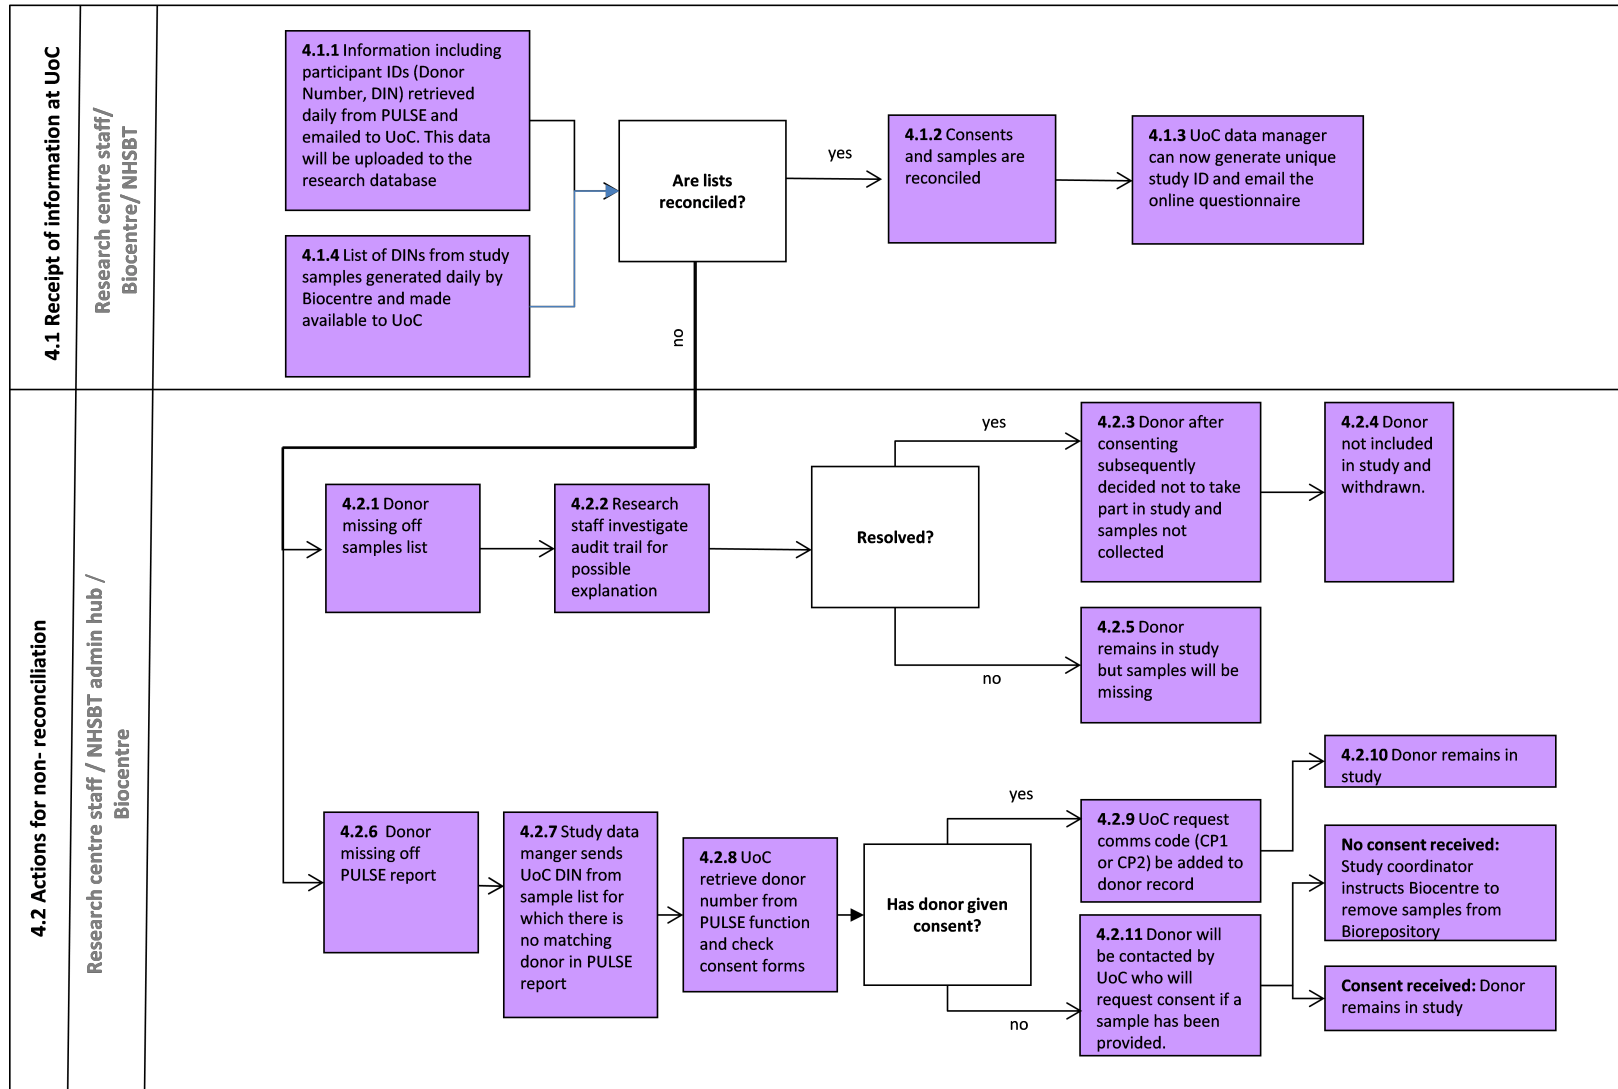 4.1 Receipt of information at UoC
Research centre staff/
Biocentre/ NHSBT
4.1.1 Information including
participant IDs (Donor
Number, DIN) retrieved
daily from PULSE and
emailed to UoC. This data
will be uploaded to the
research database
4.1.4 List of DINs from study
samples generated daily by
Biocentre and made
available to UoC
Are lists
reconciled?
yes
no
4.1.2 Consents
and samples are
reconciled
4.1.3 UoC data manager
can now generate unique
study ID and email the
online questionnaire
4.2 Actions for non- reconciliation
Research centre staff / NHSBT admin hub /
Biocentre
4.2.1 Donor
missing off
samples list
4.2.2 Research
staff investigate
audit trail for
possible
explanation
Resolved?
yes
no
4.2.3 Donor after
consenting
subsequently
decided not to take
part in study and
samples not
collected
4.2.4 Donor
not included
in study and
withdrawn.
4.2.5 Donor
remains in study
but samples will be
missing
4.2.6 Donor
missing off
PULSE report
4.2.7 Study data
manger sends
UoC DIN from
sample list for
which there is
no matching
donor in PULSE
report
4.2.8 UoC
retrieve donor
number from
PULSE function
and check
consent forms
Has donor given
consent?
yes
no
4.2.9 UoC request
comms code (CP1
or CP2) be added to
donor record
4.2.10 Donor remains in
study
4.2.11 Donor will
be contacted by
UoC who will
request consent if a
sample has been
provided.
No consent received:
Study coordinator
instructs Biocentre to
remove samples from
Biorepository
Consent received: Donor
remains in study